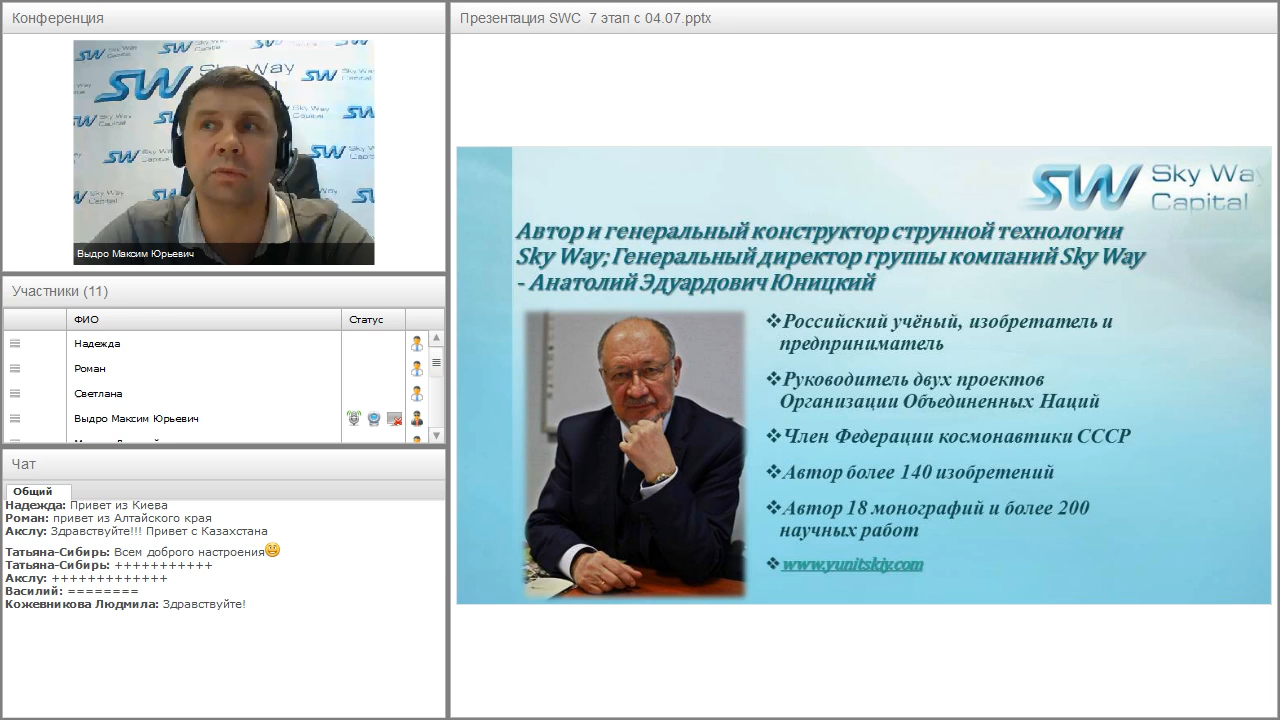 Конференция
Презентация SWC 7 этап с 04.07.pptx
SW Sky Way
Capital
Выдро Максим Юрьевич
Участники (11)
ФИО
Статус
Надежда
Роман
Светлана
Выдро Максим Юрьевич
Чат
Общий
Надежда: Привет из Киева
Роман: привет из Алтайского края
Акслу: Здравствуйте!!! Привет с Казахстана
Татьяна-Сибирь: Всем доброго настроения
Татьяна-Сибирь: +++++++++++
Акслу: +++++++++++++
Василий: ========
Кожевникова Людмила: Здравствуйте!
SW Sky Way
Capital
Автор и генеральный конструктор струнной технологии
Sky Way; Генеральный директор группы компаний Sky Way
- Анатолий Эдуардович Юницкий
Российский учёный, изобретатель и
предприниматель
Руководитель двух проектов
Организации Объединенных Наций
Член Федерации космонавтики СССР
Автор более 140 изобретений
Автор 18 монографий и более 200
научных работ
www.yunitskiy.com